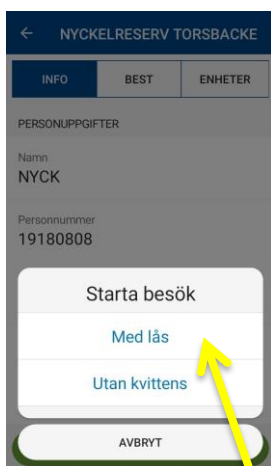 NYCKELRESERV TORSBACKE
INFO BEST ENHETER
PERSONUPPGIFTER
Namn
NYCK
Personnummer
19180808
Starta besök
Med lås
Utan kvittens
AVBRYT